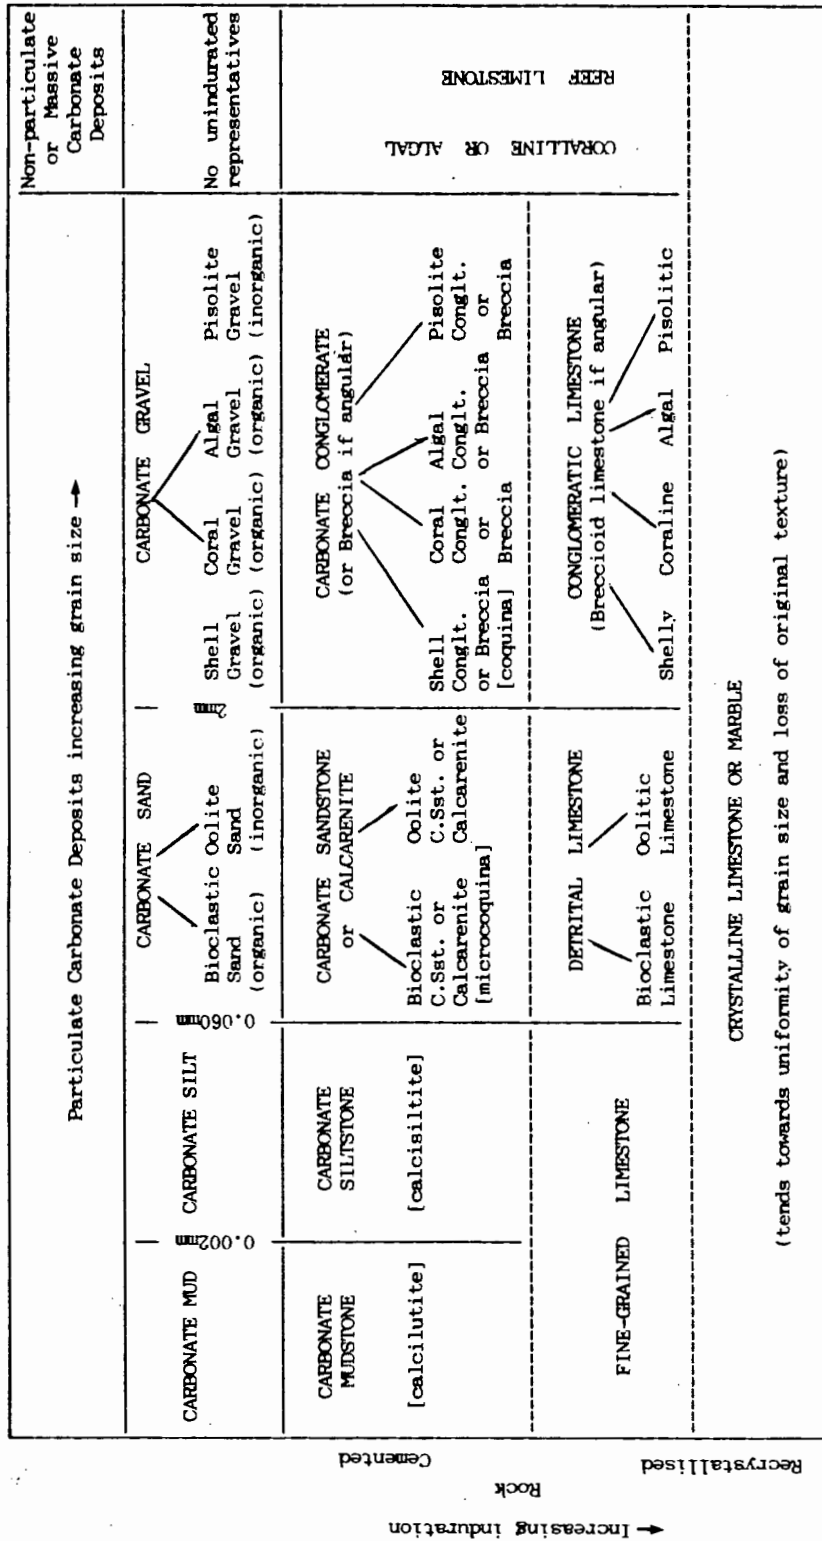 Particulate Carbonate Deposits increasing grain size →
Non-particulate
or Massive
Carbonate
Deposits
CARBONATE MUD
0.002 mm
CARBONATE SILT
0.060mm
CARBONATE SAND
Bioclastic Oolite
Sand Sand
(organic) (inorganic)
2mm
CARBONATE GRAVEL
Shell Coral Algal Pisolite
Gravel Gravel Gravel Gravel
(organic) (organic) (organic) (inorganic)
No unindurated
representatives
CARBONATE
MUDSTONE
[calcilutite]
CARBONATE
SILTSTONE
[calcisiltite]
CARBONATE SANDSTONE
or CALCARENITE
Bioclastic Oolite
C.Sst. or C.Sst. or
Calcarenite Calcarenite
[microcoquina]
CARBONATE CONGLOMERATE
(or Breccia if angular)
Shell Coral Algal Pisolite
Conglt. Conglt. Conglt. Conglt.
or Breccia or or Breccia or
[coquina] Breccia Breccia
CORALLINE OR ALGAL
REEF LIMESTONE
FINE-GRAINED LIMESTONE
DETRITAL LIMESTONE
Bioclastic Oolitic
Limestone Limestone
CONGLOMERATIC LIMESTONE
(Breccioid limestone if angular)
Shelly Coraline Algal Pisolitic
CRYSTALLINE LIMESTONE OR MARBLE
(tends towards uniformity of grain size and loss of original texture)
Cemented
Recrystallised
Rock
← Increasing induration